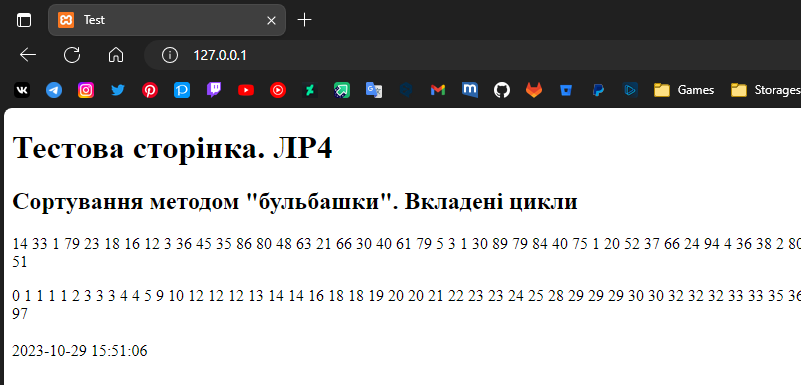 Test
127.0.0.1
Games
Storages
Тестова сторінка. ЛР4
Сортування методом "бульбашки". Вкладені цикли
14 33 1 79 23 18 16 12 3 36 45 35 86 80 48 63 21 66 30 40 61 79 5 3 1 30 89 79 84 40 75 1 20 52 37 66 24 94 4 36 38 2 80
51
0 1 1 1 1 2 3 3 3 4 4 5 9 10 12 12 12 13 14 14 16 18 18 19 20 20 21 22 23 23 24 25 28 29 29 29 30 30 32 32 32 33 33 35 36
97
2023-10-29 15:51:06